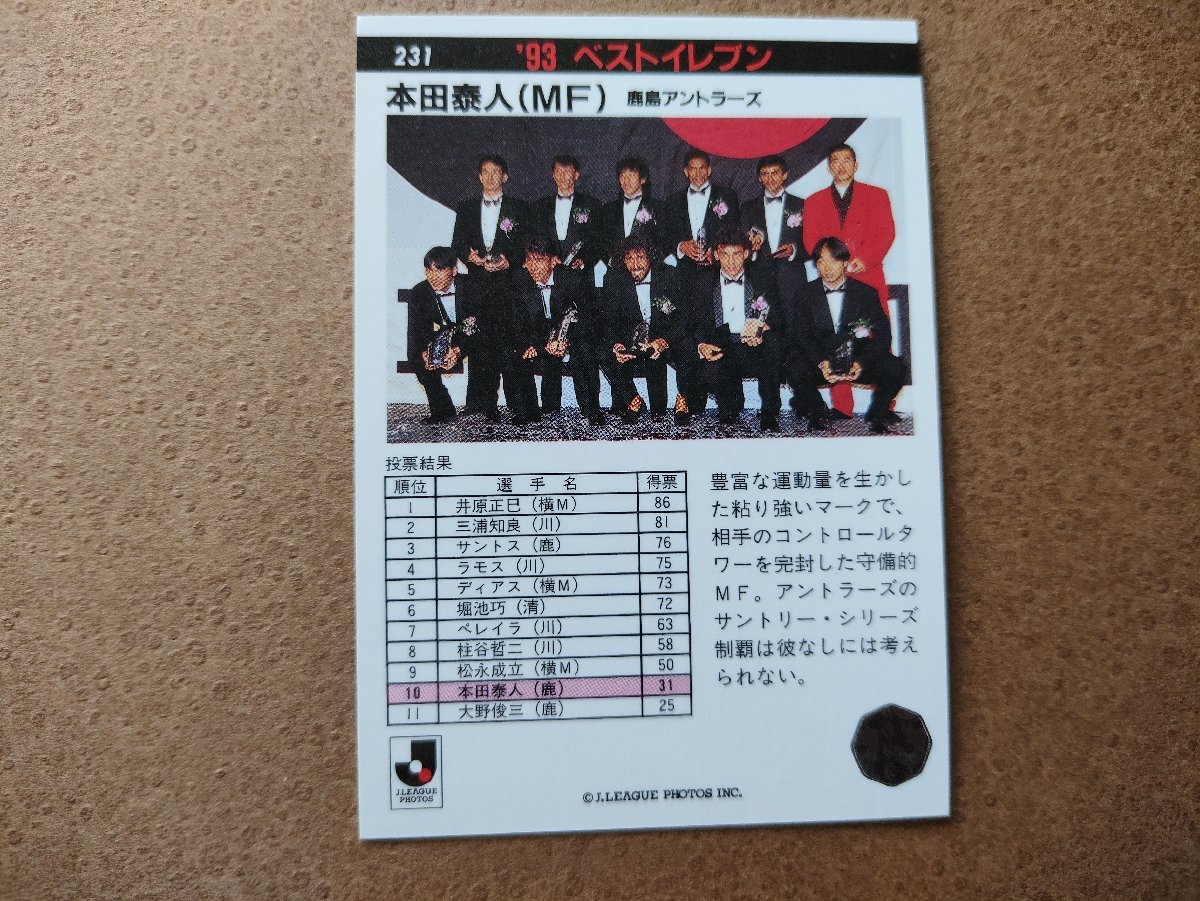 231 '93 ベストイレブン
本田泰人(MF) 鹿島アントラーズ
投票結果
順位 選手名 得票
1 井原正巳(横M) 86
2 三浦知良(川) 81
3 サントス(鹿) 76
4 ラモス(川) 75
5 ディアス(横M) 73
6 堀池巧(清) 72
7 ペレイラ(川) 63
8 柱谷哲二(川) 58
9 松永成立(横M) 50
10 本田泰人(鹿) 31
11 大野俊三(鹿) 25
豊富な運動量を生かし
た粘り強いマークで、
相手のコントロールタ
ワーを完封した守備的
MF。アントラーズの
サントリー・シリーズ
制覇は彼なしには考え
られない。
J.LEAGUE
PHOTOS
©J.LEAGUE PHOTOS INC.